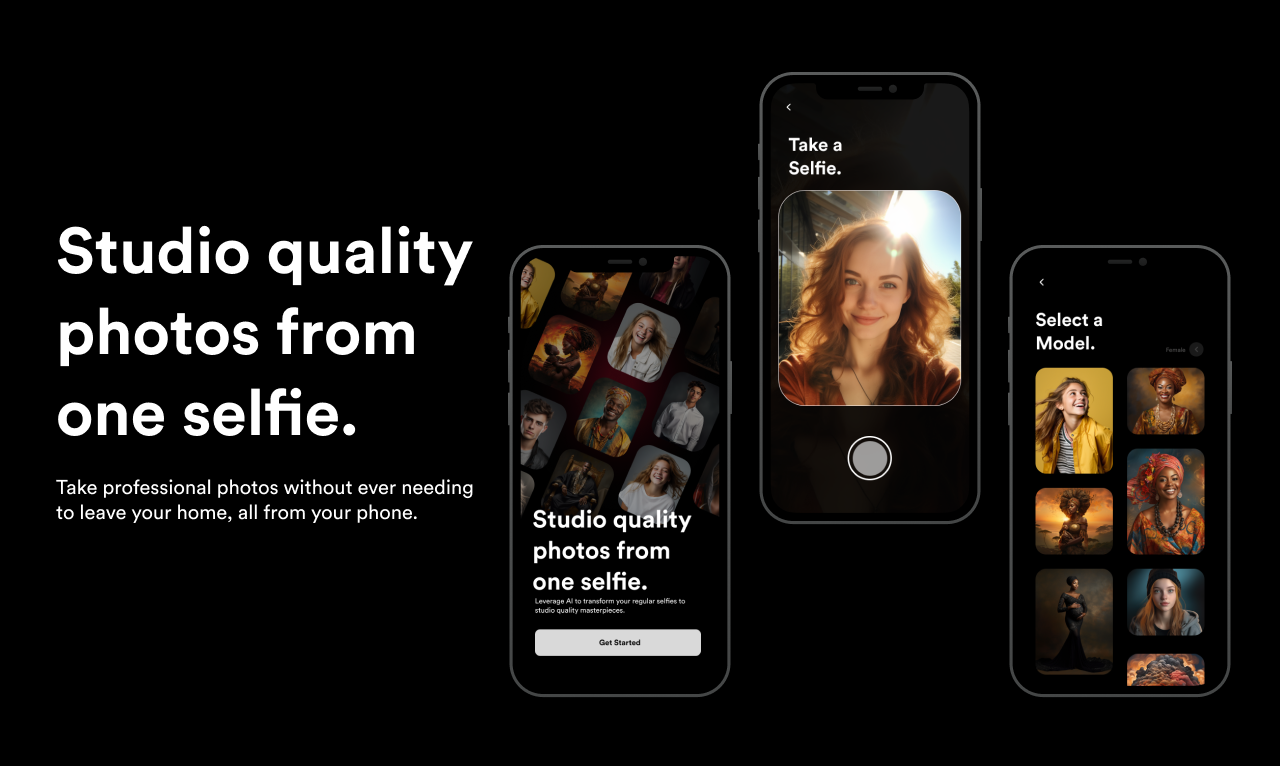 Studio quality
photos from
one selfie.
Take professional photos without ever needing
to leave your home, all from your phone.
Studio quality
photos from
one selfie.
Leverage AI to transform your regular selfies to
studio quality masterpieces.
Get Started
Take a
Selfie.
Select a
Model.
Female